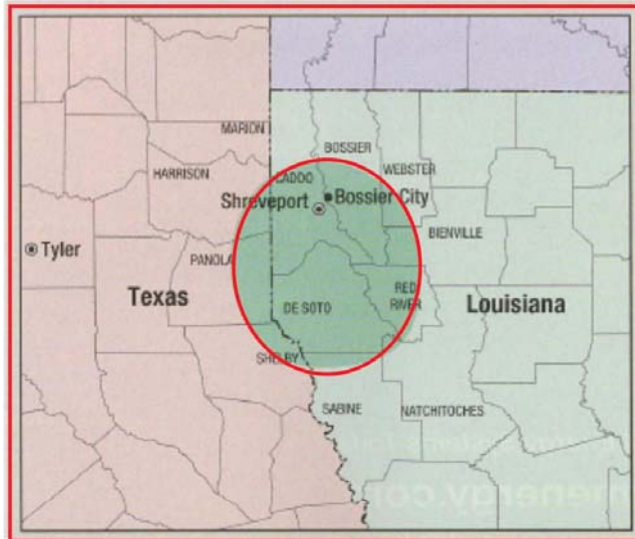 MARION
BOSSIER
HARRISON
CADDO
WEBSTER
Shreveport
Bossier City
BIENVILLE
Tyler
PANOLA
Texas
DE SOTO
RED
RIVER
Louisiana
SHELBY
SABINE
NATCHITOCHES